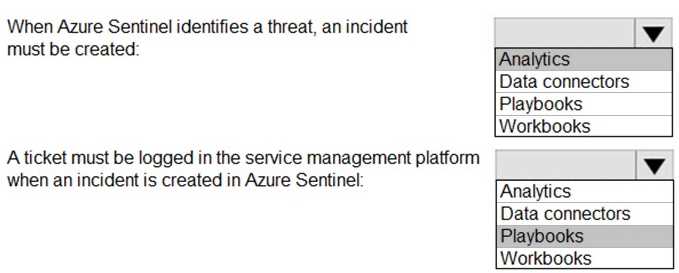 When Azure Sentinel identifies a threat, an incident
must be created:
Analytics
Data connectors
Playbooks
Workbooks
A ticket must be logged in the service management platform
when an incident is created in Azure Sentinel:
Analytics
Data connectors
Playbooks
Workbooks